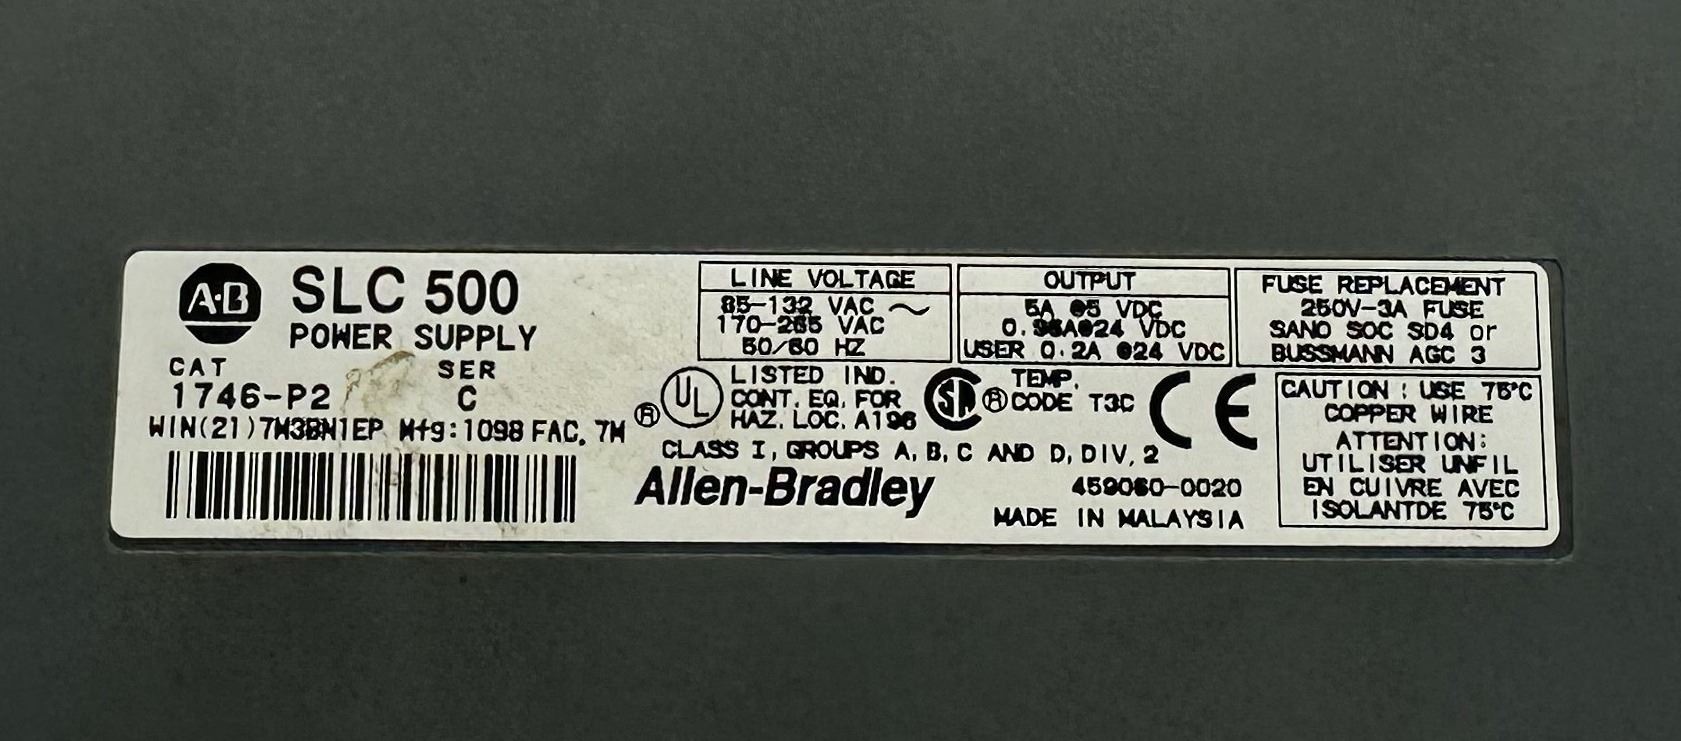 A-B
SLC 500
POWER SUPPLY
CAT SER
1746-P2 C
WIN(21)7M3BM1EP Mfg:1098 FAC. 7M
LINE VOLTAGE
85-132 VAC ~
170-265 VAC
50/60 HZ
OUTPUT
5A @5 VDC
0.96A@24 VDC
USER 0.2A @24 VDC
FUSE REPLACEMENT
250V-3A FUSE
SANO SOC SD4 or
BUSSMANN AGC 3
UL ®
LISTED IND.
CONT. EQ. FOR
HAZ. LOC. A196
SA ®
TEMP.
CODE T3C
CE
CLASS I, GROUPS A, B, C AND D, DIV. 2
Allen-Bradley
459060-0020
MADE IN MALAYSIA
CAUTION : USE 75°C
COPPER WIRE
ATTENTION:
UTILISER UNFIL
EN CUIVRE AVEC
ISOLANTDE 75°C